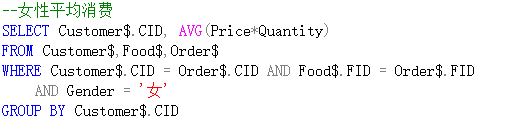 --女性平均消费
SELECT Customer$.CID, AVG(Price*Quantity)
FROM Customer$,Food$,Order$
WHERE Customer$.CID = Order$.CID AND Food$.FID = Order$.FID
    AND Gender = '女'
GROUP BY Customer$.CID